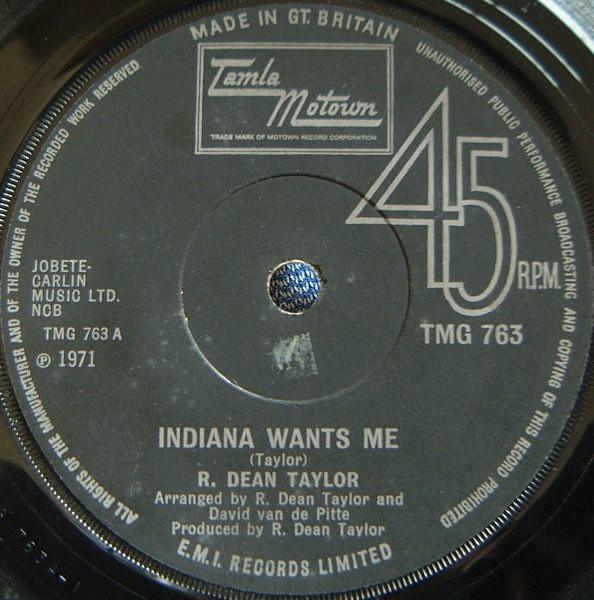 MADE IN GT. BRITAIN
UNAUTHORISED PUBLIC PERFORMANCE BROADCASTING AND COPYING OF THIS RECORD PROHIBITED
ALL RIGHTS OF THE MANUFACTURER AND OF THE OWNER OF THE RECORDED WORK RESERVED
Tamla
Motown
TRADE MARK OF MOTOWN RECORD CORPORATION
45
R.P.M.
JOBETE-
CARLIN
MUSIC LTD.
NCB
TMG 763 A
℗ 1971
TMG 763
INDIANA WANTS ME
(Taylor)
R. DEAN TAYLOR
Arranged by R. Dean Taylor and
David van de Pitte
Produced by R. Dean Taylor
E.M.I. RECORDS LIMITED